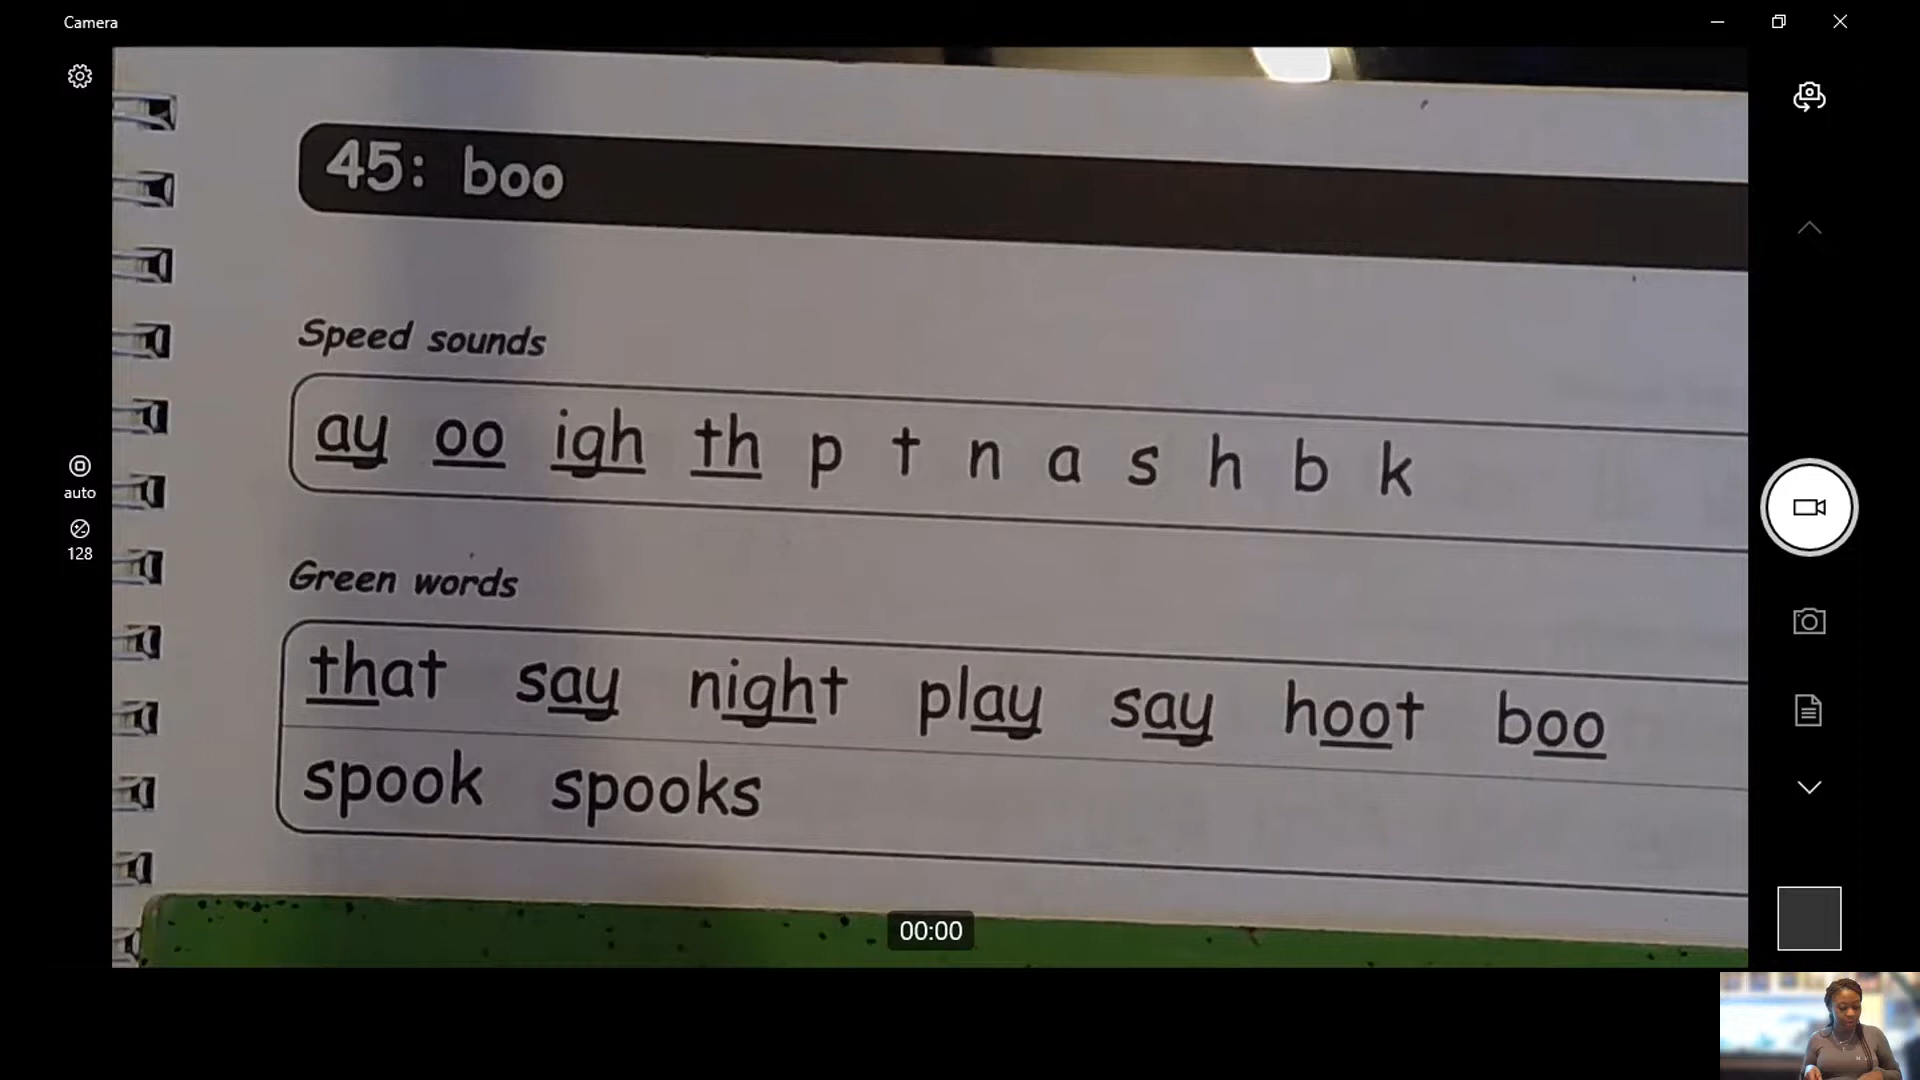 Camera
45: boo
Speed sounds
ay oo igh th p t n a s h b k
auto
128
Green words
that say night play say hoot boo
spook spooks
00:00